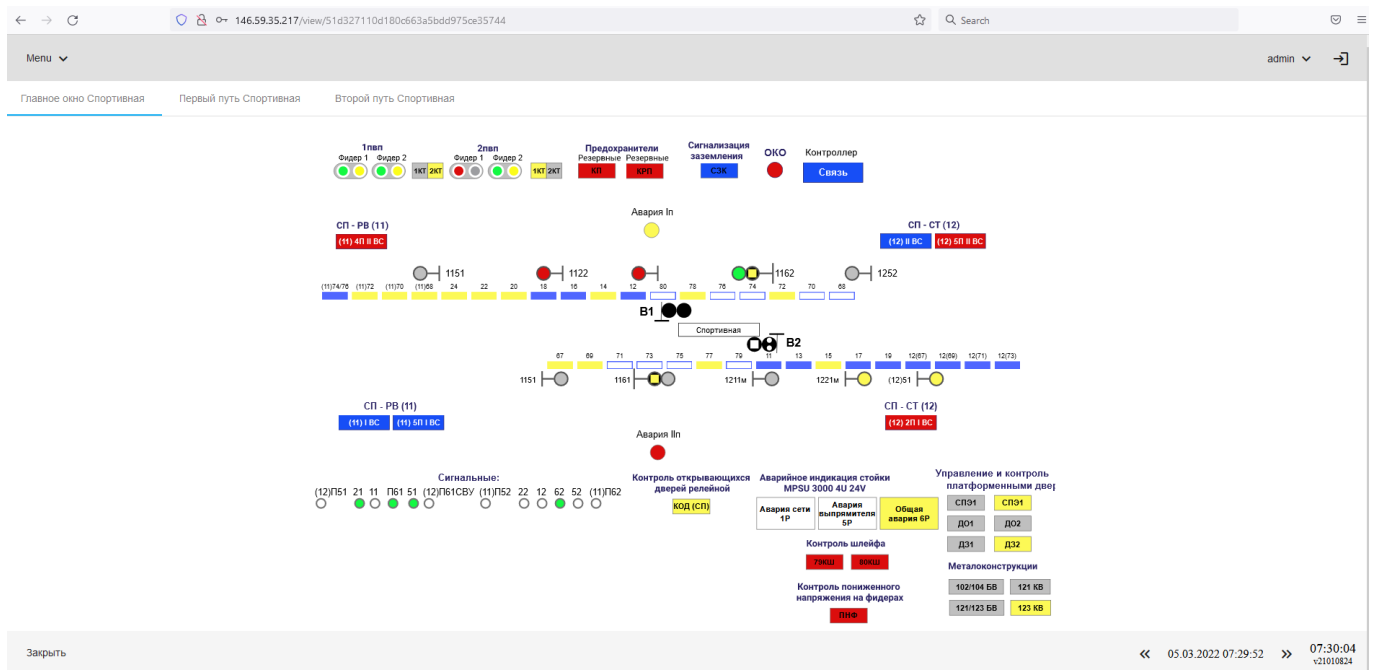 146.59.35.217/view/51d327110d180c663a5bdd975ce35744
Search
Menu
admin
Главное окно Спортивная
Первый путь Спортивная
Второй путь Спортивная
1пвп
2пвп
Предохранители
Сигнализация заземления
ОКО
Контроллер
Фидер 1 Фидер 2
Фидер 1 Фидер 2
Резервные Резервные
1КТ 2КТ
1КТ 2КТ
КП
КРП
СЗК
Связь
Авария Iп
СП - РВ (11)
(11) 4П II ВС
СП - СТ (12)
(12) II ВС
(12) 5П II ВС
1151
1122
1162
1252
(11)74/76 (11)72 (11)70 (11)68 24 22 20 18 16 14 12 80 78 76 74 72 70 68
В1
Спортивная
В2
67 69 71 73 75 77 79 11 13 15 17 19 12(67) 12(69) 12(71) 12(73)
1151
1161
1211м
1221м
(12)51
СП - РВ (11)
(11) I ВС
(11) 5П I ВС
СП - СТ (12)
(12) 2П I ВС
Авария IIп
Сигнальные:
(12)П51 21 11 П61 51 (12)П61СВУ (11)П52 22 12 62 52 (11)П62
Контроль открывающихся
дверей релейной
КОД (СП)
Аварийное индикация стойки
MPSU 3000 4U 24V
Авария сети
1Р
Авария
выпрямителя
5Р
Общая
авария 6Р
Контроль шлейфа
79КШ
80КШ
Контроль пониженного
напряжения на фидерах
ПНФ
Управление и контроль
платформенными двер
СПЭ1
СПЭ1
ДО1
ДО2
ДЗ1
ДЗ2
Металоконструкции
102/104 БВ
121 КВ
121/123 БВ
123 КВ
Закрыть
05.03.2022 07:29:52
07:30:04
v21010824